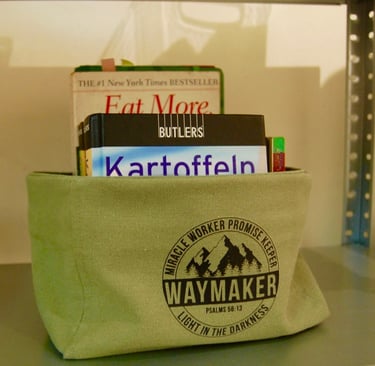 THE #1 New York Times BESTSELLER
Eat More,
BUTLERS
Kartoffeln
MIRACLE WORKER PROMISE KEEPER
WAYMAKER
PSALMS 56:13
LIGHT IN THE DARKNESS